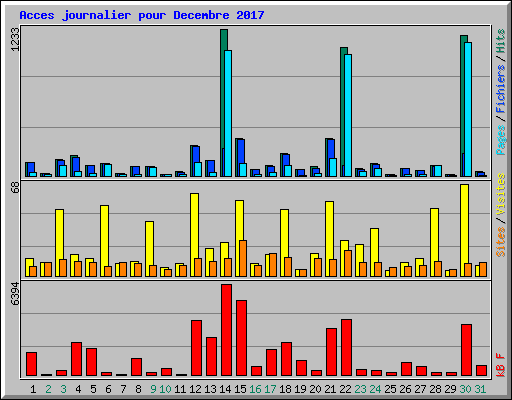 Acces journalier pour Decembre 2017
1233
Pages / Fichiers / Hits
68
Sites / Visites
6394
kB F
1 2 3 4 5 6 7 8 9 10 11 12 13 14 15 16 17 18 19 20 21 22 23 24 25 26 27 28 29 30 31